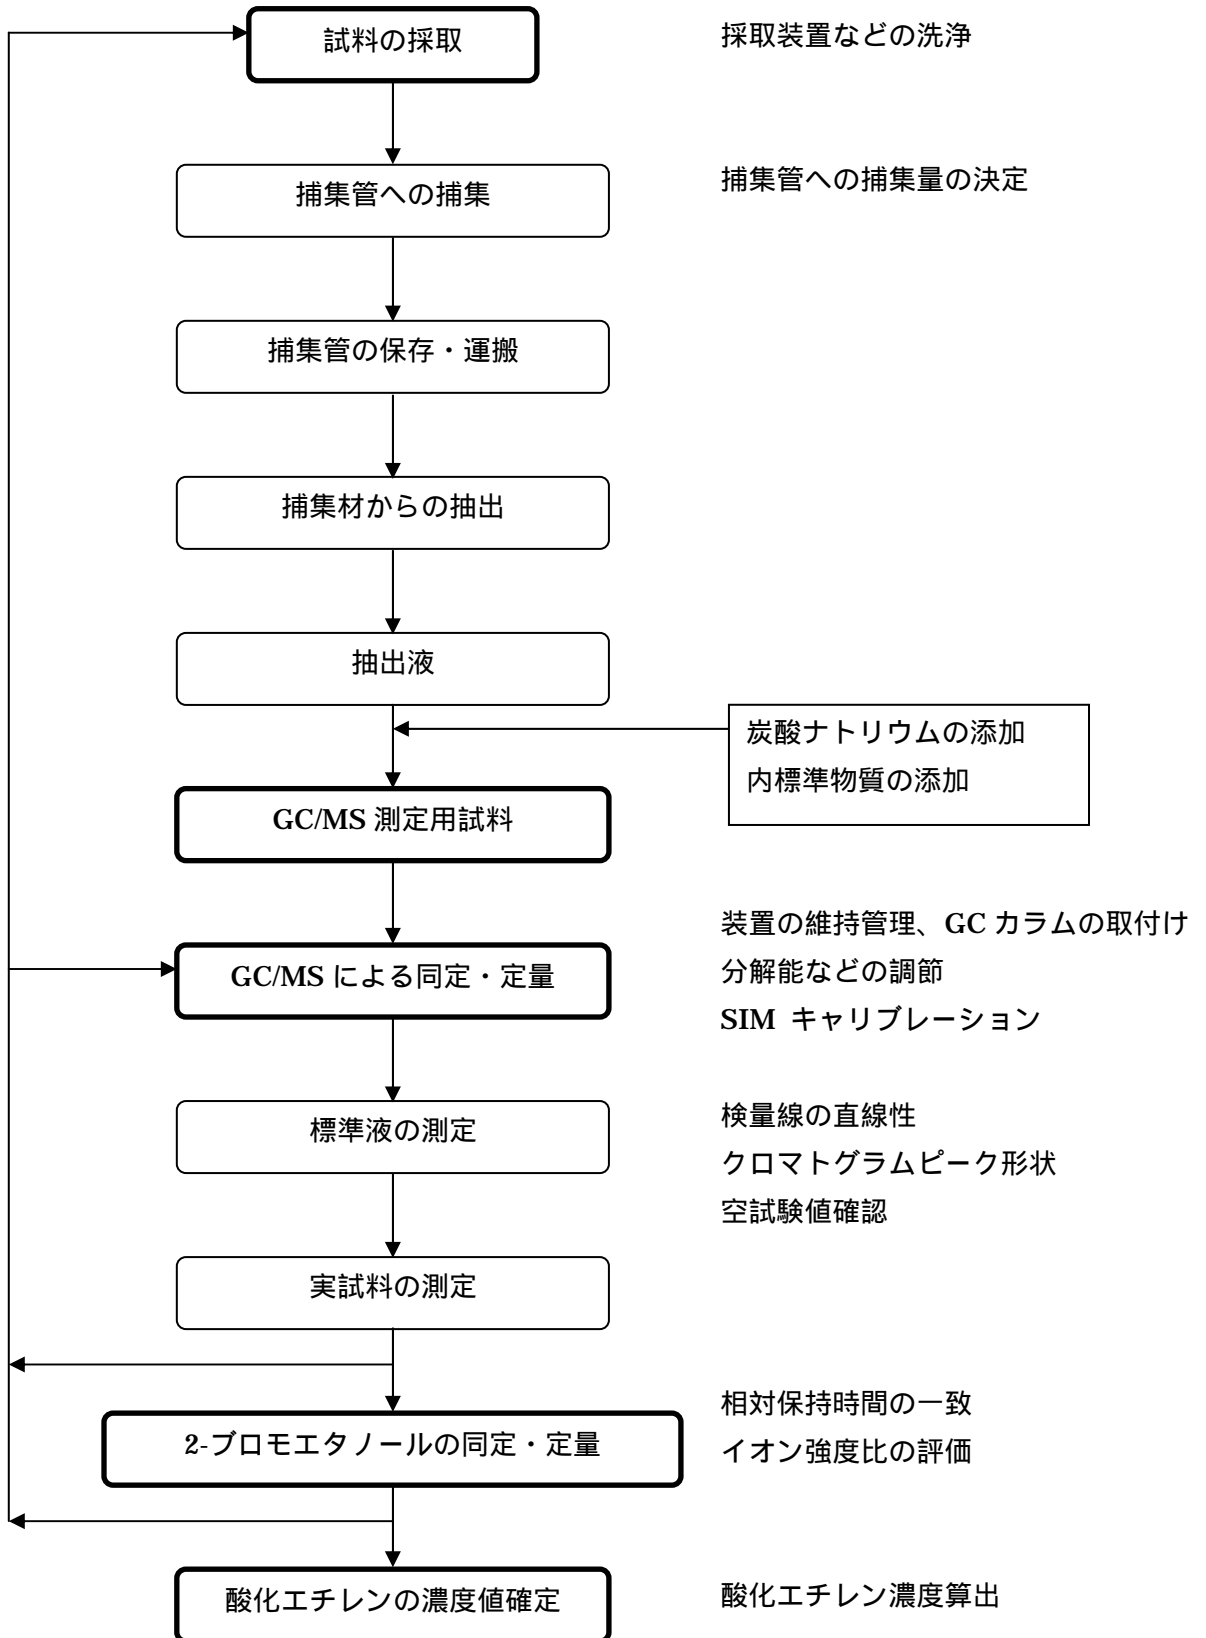 試料の採取
採取装置などの洗浄
捕集管への捕集
捕集管への捕集量の決定
捕集管の保存・運搬
捕集材からの抽出
抽出液
炭酸ナトリウムの添加
内標準物質の添加
GC/MS 測定用試料
GC/MS による同定・定量
装置の維持管理、GC カラムの取付け
分解能などの調節
SIM キャリブレーション
標準液の測定
検量線の直線性
クロマトグラムピーク形状
空試験値確認
実試料の測定
2-ブロモエタノールの同定・定量
相対保持時間の一致
イオン強度比の評価
酸化エチレンの濃度値確定
酸化エチレン濃度算出